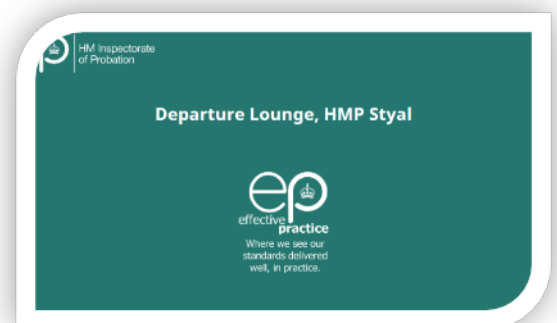 HM Inspectorate
of Probation
Departure Lounge, HMP Styal
ep
effective
practice
Where we see our
standards delivered
well, in practice.